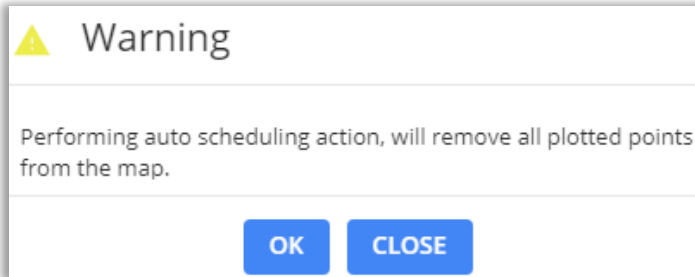 Warning
Performing auto scheduling action, will remove all plotted points
from the map.
OK CLOSE